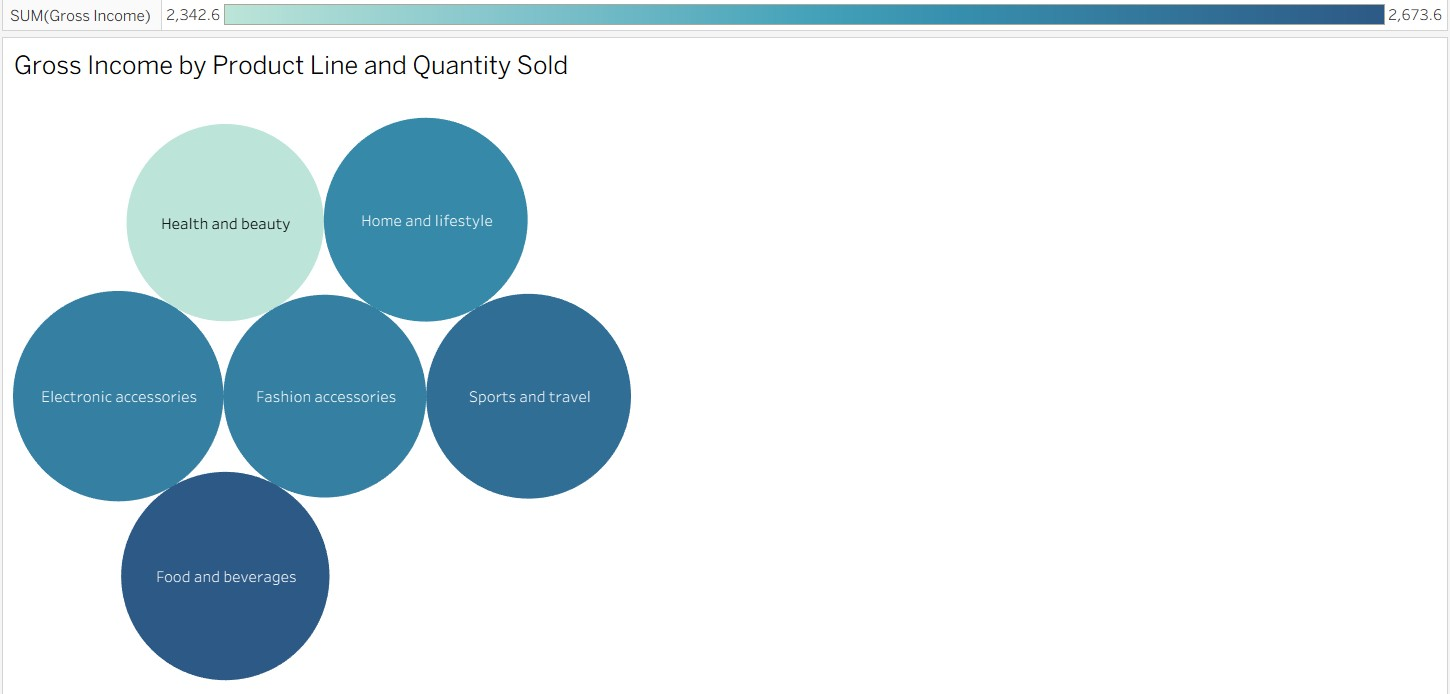 SUM(Gross Income) 2,342.6 2,673.6
Gross Income by Product Line and Quantity Sold
Health and beauty
Home and lifestyle
Electronic accessories
Fashion accessories
Sports and travel
Food and beverages